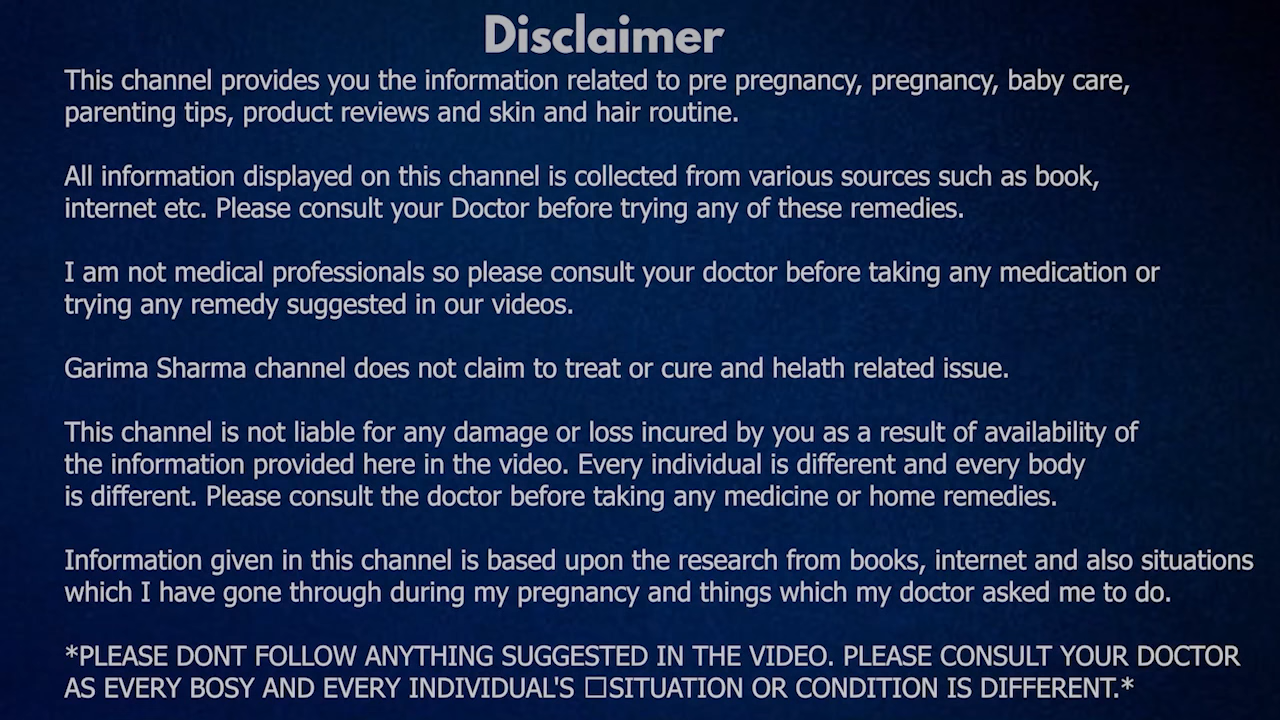 Disclaimer
This channel provides you the information related to pre pregnancy, pregnancy, baby care,
parenting tips, product reviews and skin and hair routine.
All information displayed on this channel is collected from various sources such as book,
internet etc. Please consult your Doctor before trying any of these remedies.
I am not medical professionals so please consult your doctor before taking any medication or
trying any remedy suggested in our videos.
Garima Sharma channel does not claim to treat or cure and helath related issue.
This channel is not liable for any damage or loss incured by you as a result of availability of
the information provided here in the video. Every individual is different and every body
is different. Please consult the doctor before taking any medicine or home remedies.
Information given in this channel is based upon the research from books, internet and also situations
which I have gone through during my pregnancy and things which my doctor asked me to do.
*PLEASE DONT FOLLOW ANYTHING SUGGESTED IN THE VIDEO. PLEASE CONSULT YOUR DOCTOR
AS EVERY BOSY AND EVERY INDIVIDUAL'S □SITUATION OR CONDITION IS DIFFERENT.*